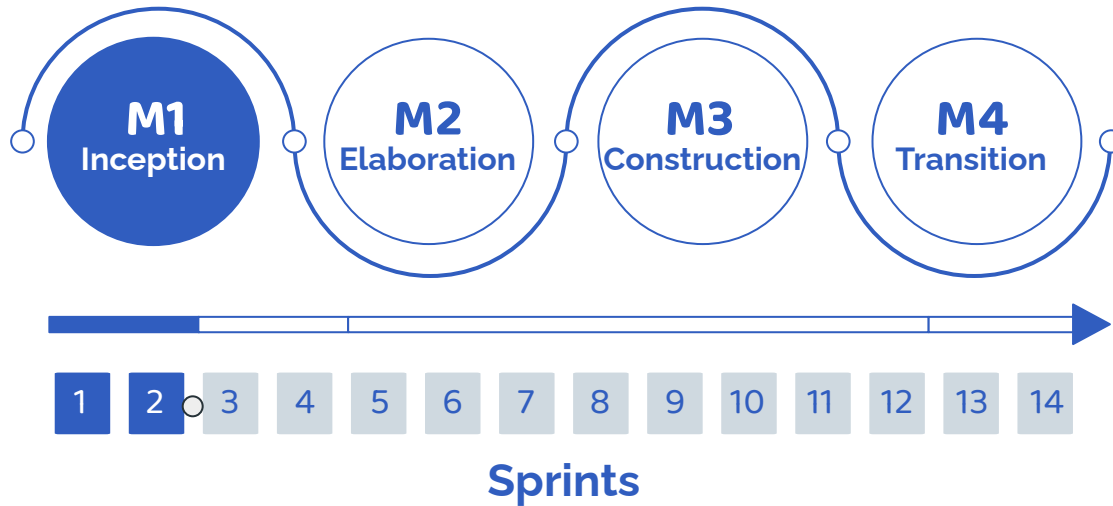 M1
Inception
M2
Elaboration
M3
Construction
M4
Transition
1 2 3 4 5 6 7 8 9 10 11 12 13 14
Sprints